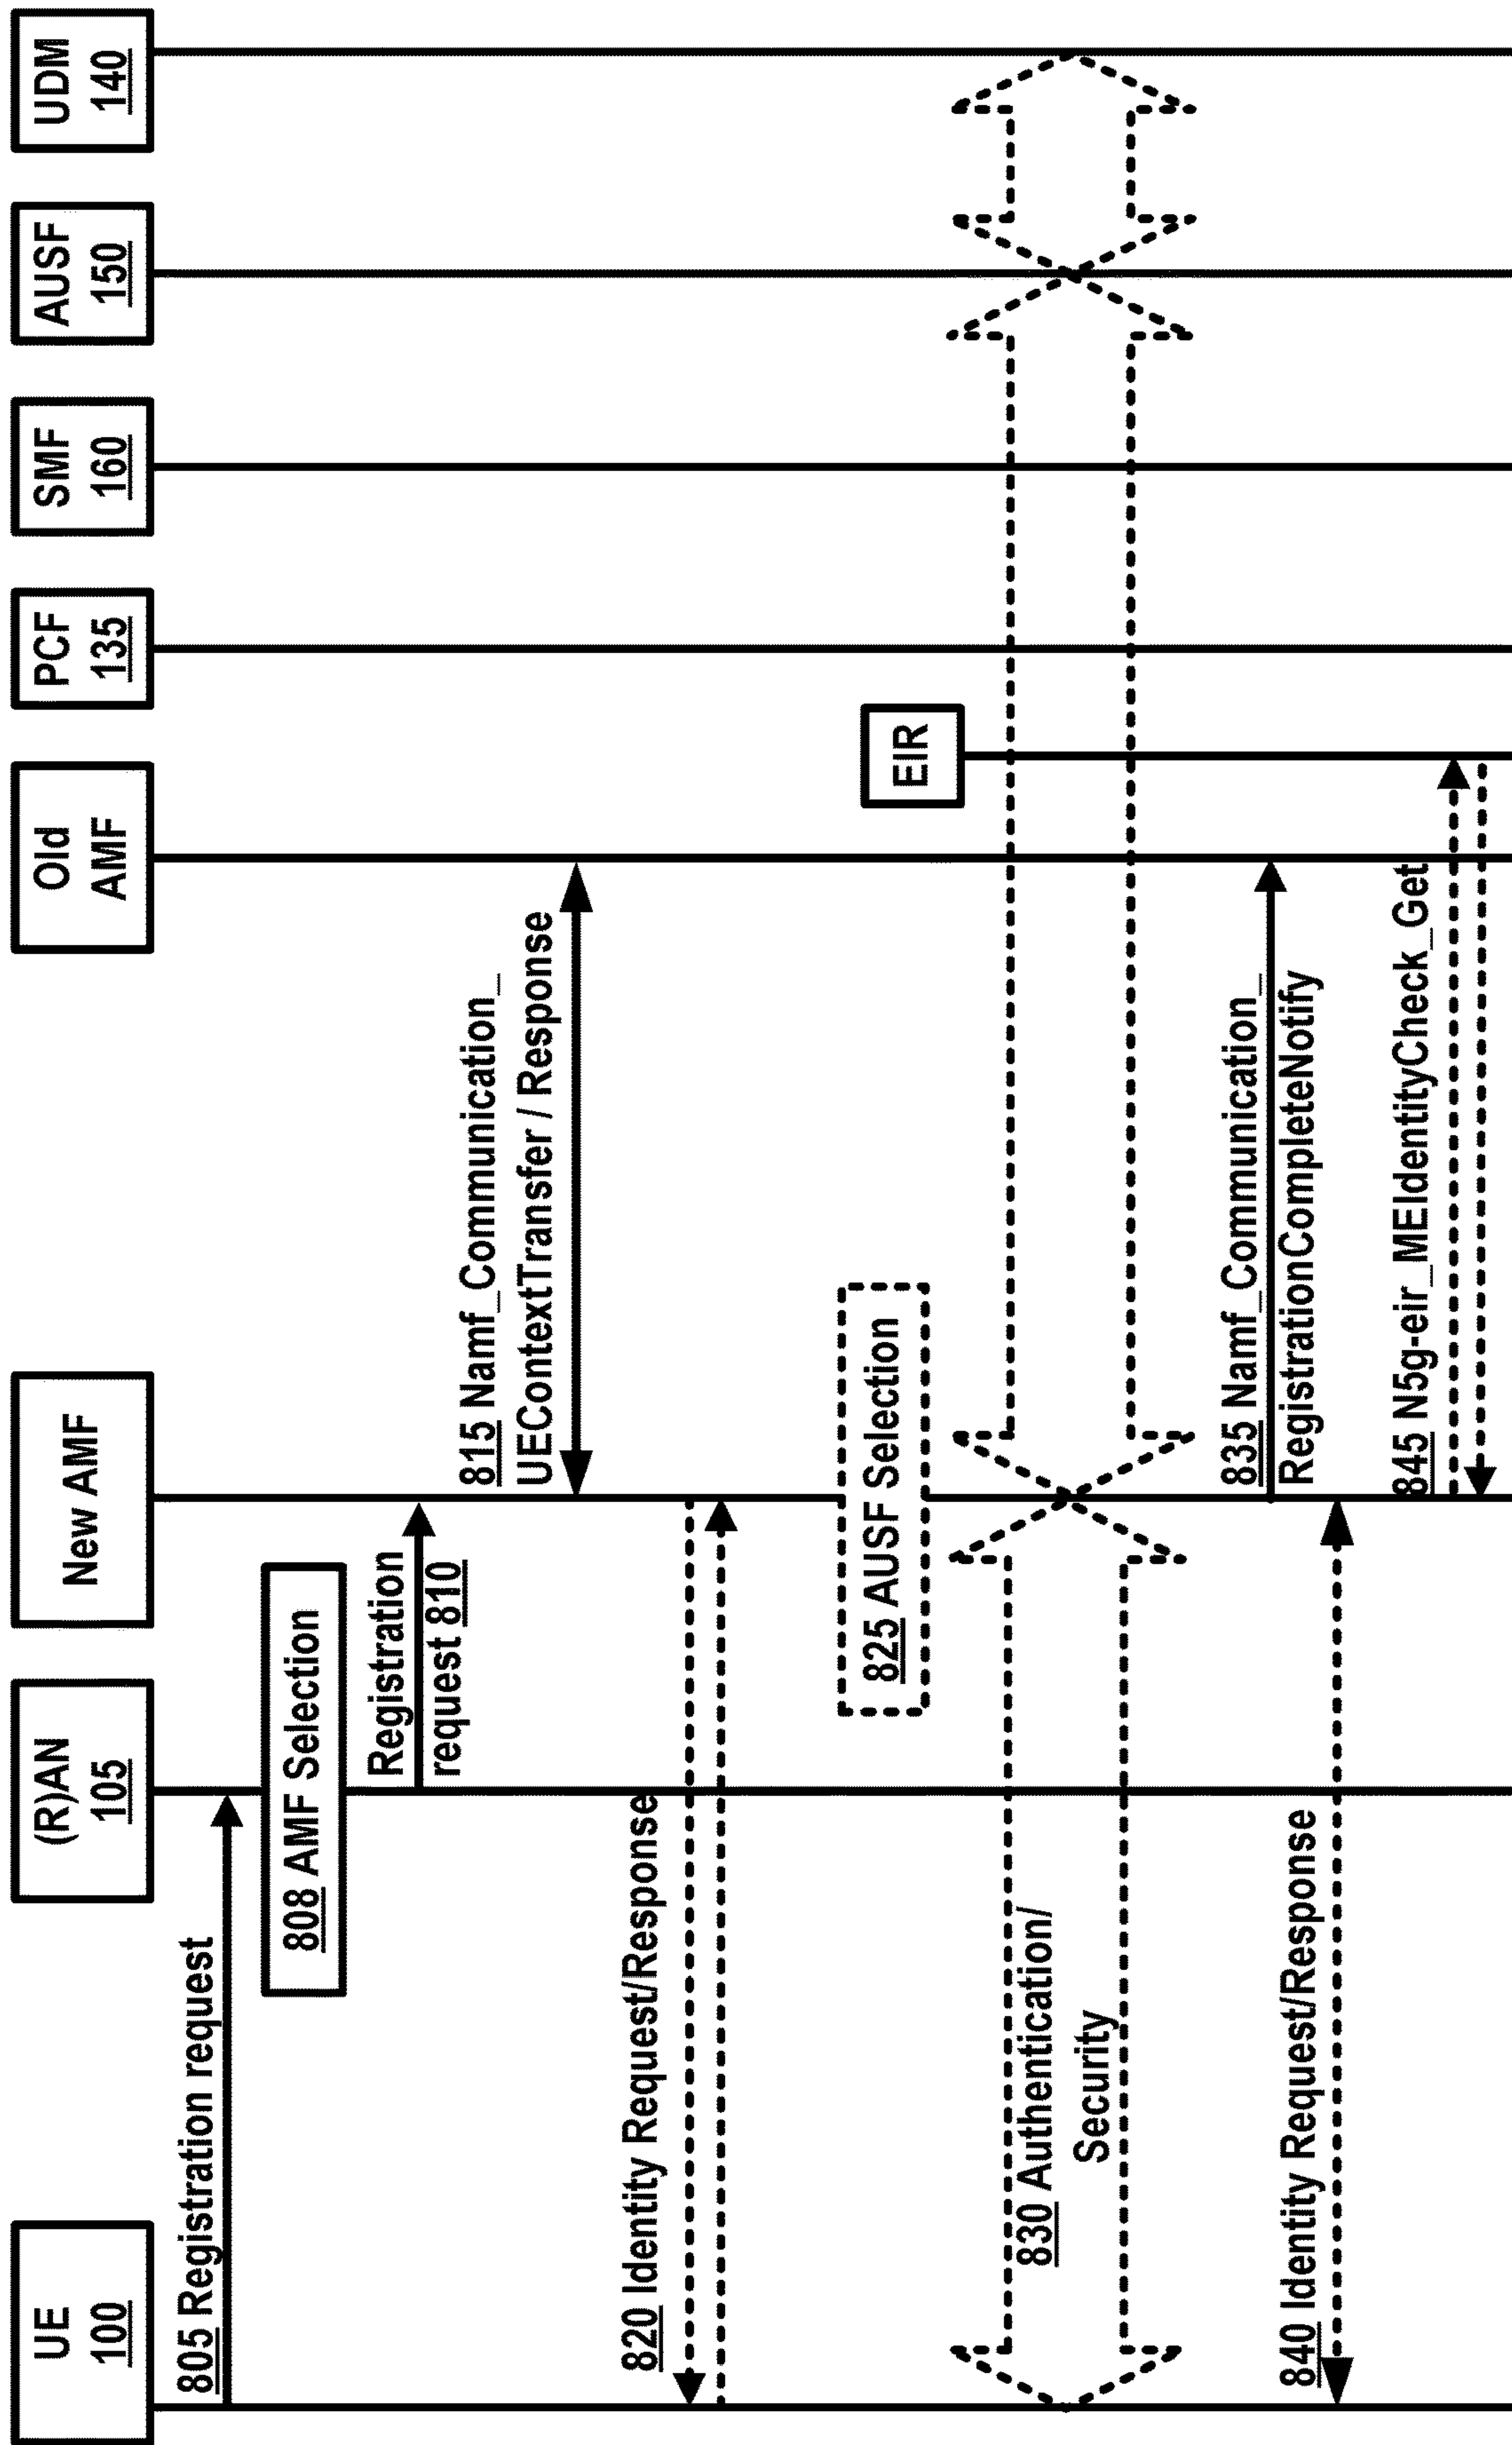 UE
100
(R)AN
105
New AMF
Old
AMF
PCF
135
SMF
160
AUSF
150
UDM
140
805 Registration request
808 AMF Selection
Registration
request 810
815 Namf_Communication_
UEContextTransfer / Response
820 Identity Request/Response
825 AUSF Selection
EIR
830 Authentication/
Security
835 Namf_Communication_
RegistrationCompleteNotify
840 Identity Request/Response
845 N5g-eir_MEIdentityCheck_Get